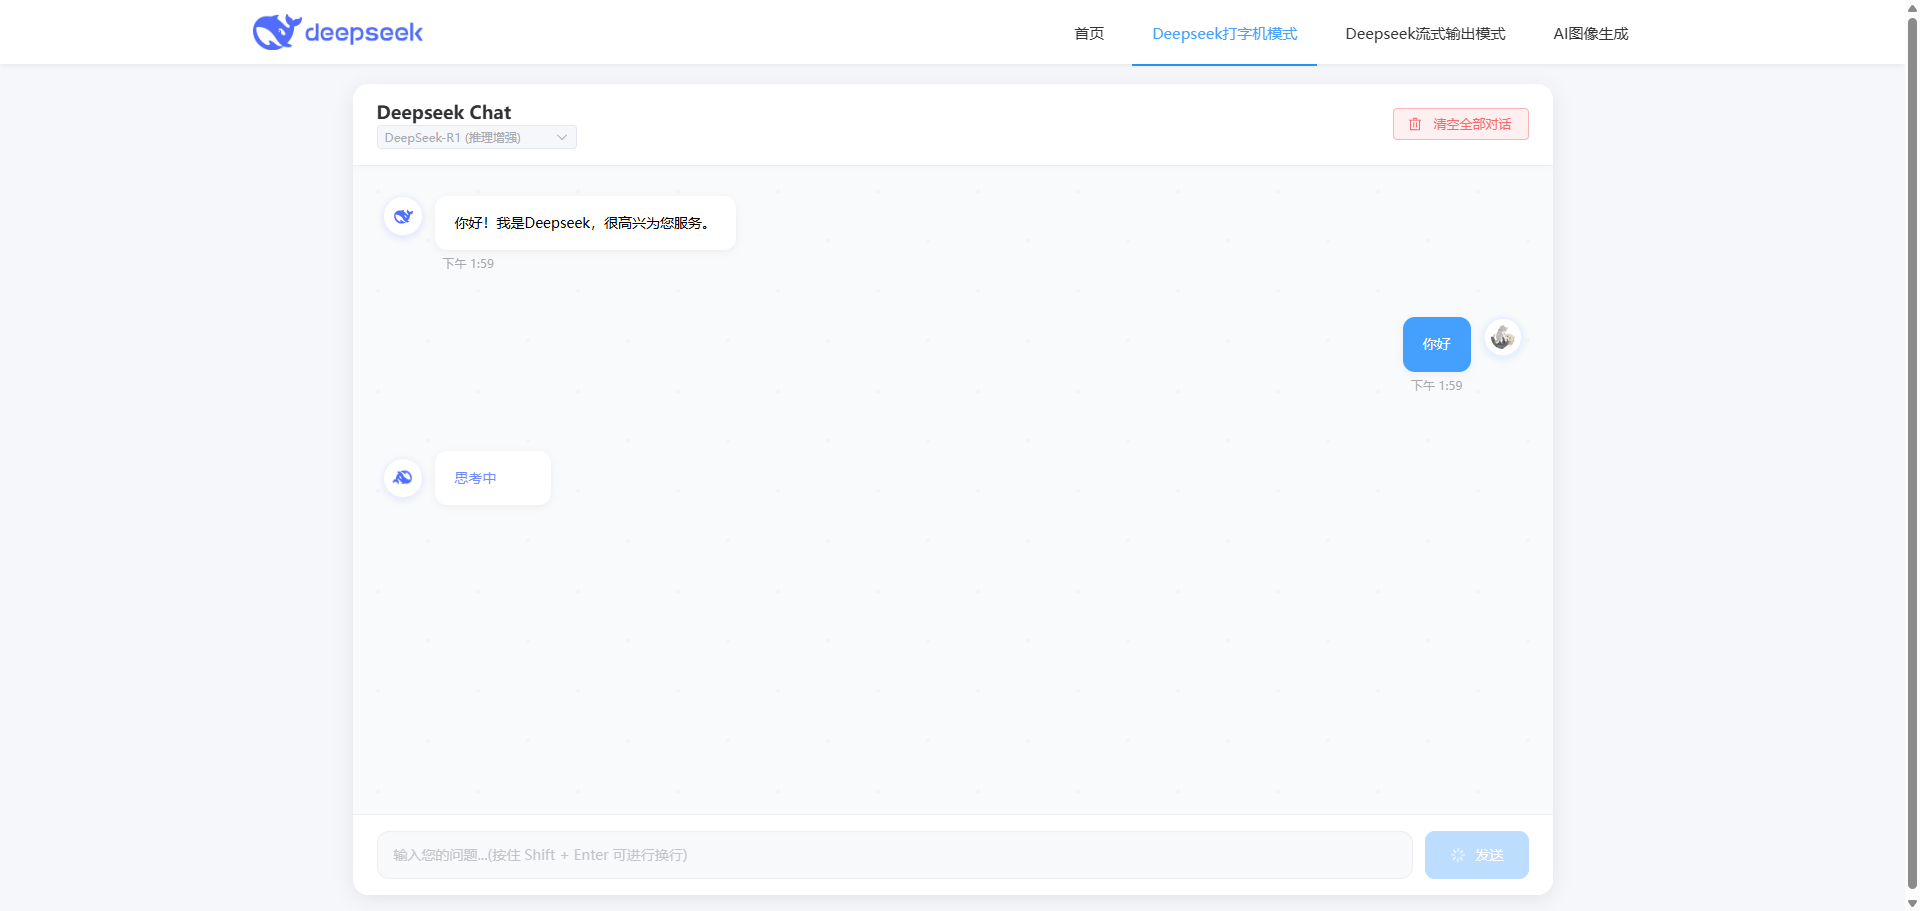 deepseek
首页
Deepseek打字机模式
Deepseek流式输出模式
AI图像生成
Deepseek Chat
DeepSeek-R1 (推理增强)
清空全部对话
你好！我是Deepseek，很高兴为您服务。
下午 1:59
你好
下午 1:59
思考中
输入您的问题...(按住 Shift + Enter 可进行换行)
发送